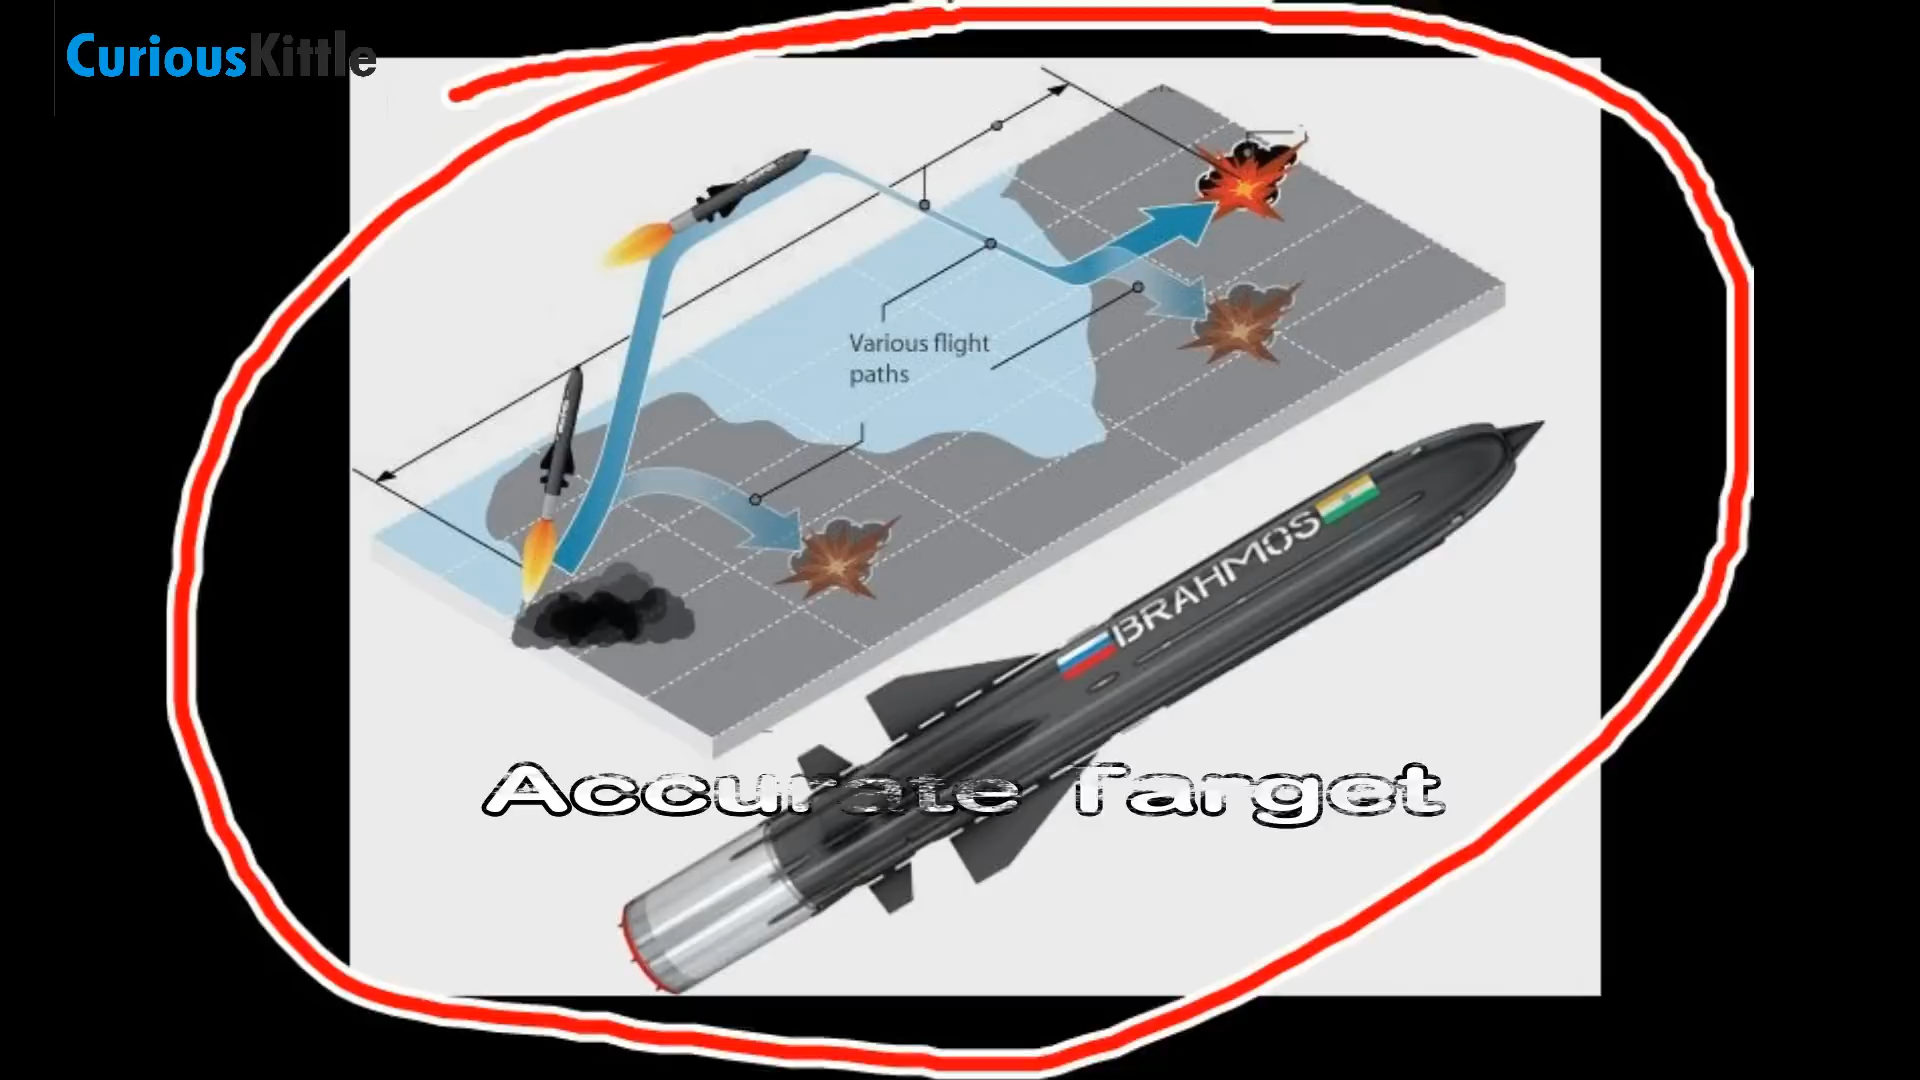 CuriousKittle
Various flight
paths
BRAHMOS
Accurate Target